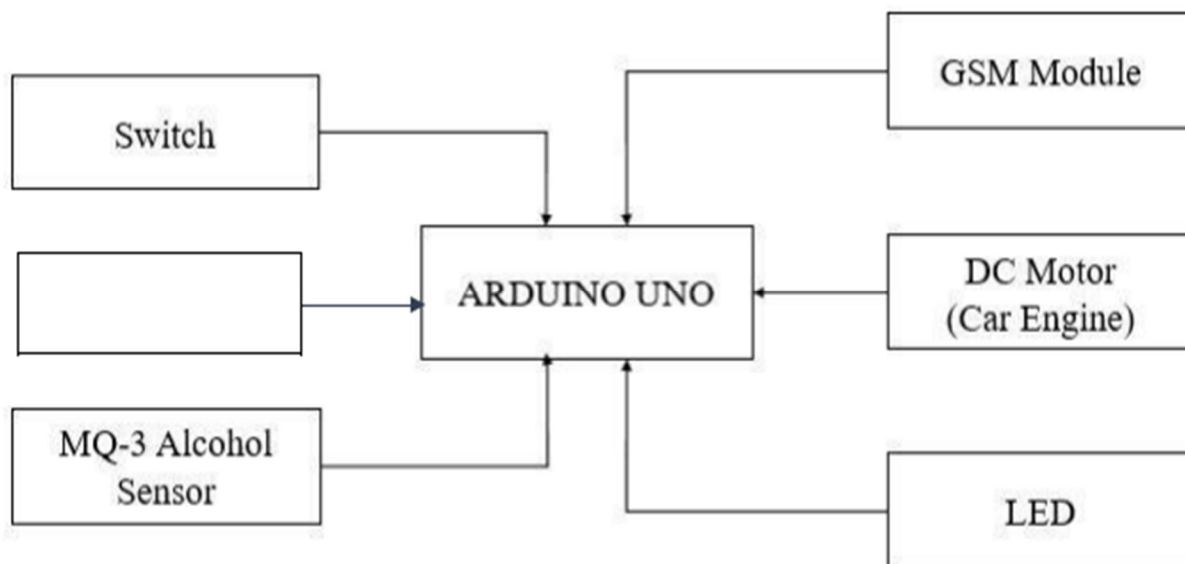 GSM Module
Switch
ARDUINO UNO
DC Motor
(Car Engine)
MQ-3 Alcohol
Sensor
LED